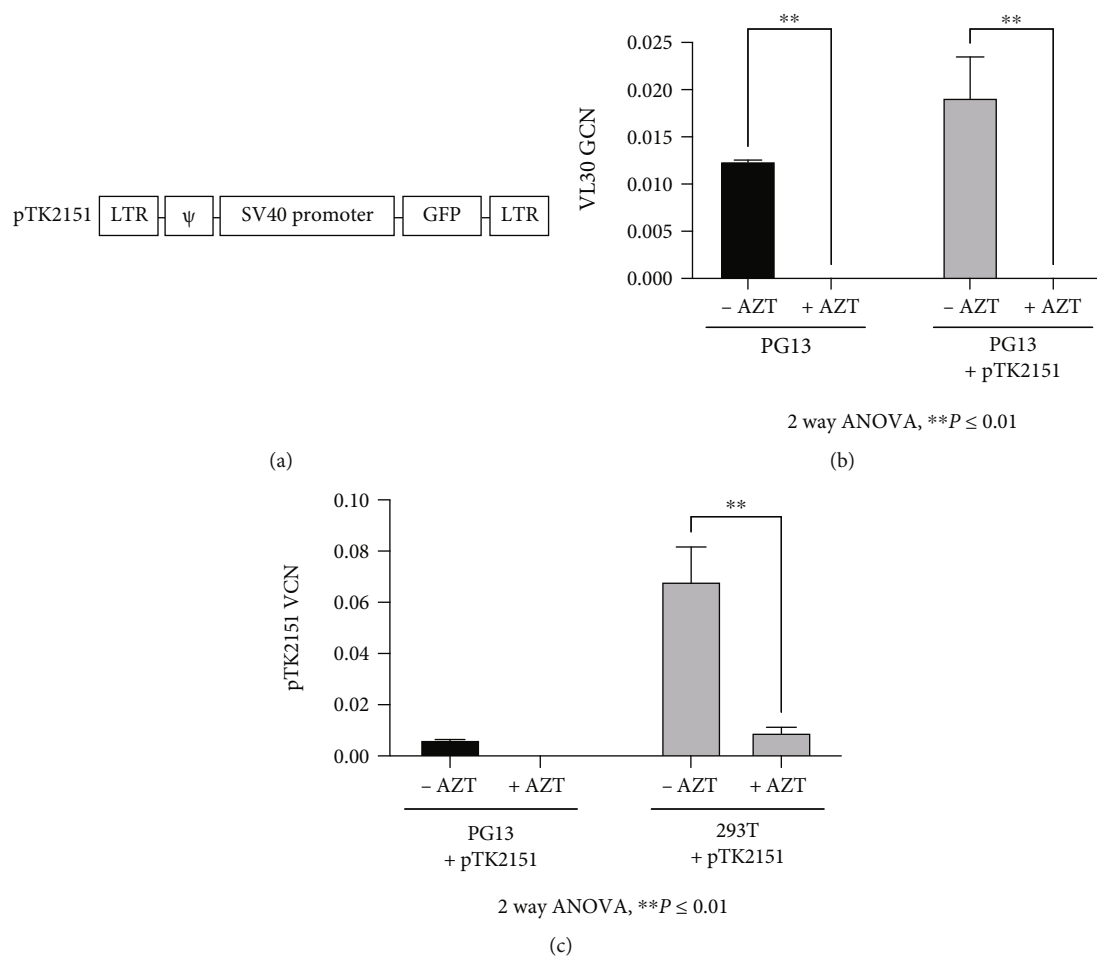 pTK2151 LTR ψ SV40 promoter GFP LTR
(a)
VL30 GCN
0.025
0.020
0.015
0.010
0.005
0.000
** **
– AZT + AZT – AZT + AZT
PG13 PG13
+ pTK2151
2 way ANOVA, **P ≤ 0.01
(b)
pTK2151 VCN
0.10
0.08
0.06
0.04
0.02
0.00
**
– AZT + AZT – AZT + AZT
PG13 293T
+ pTK2151 + pTK2151
2 way ANOVA, **P ≤ 0.01
(c)